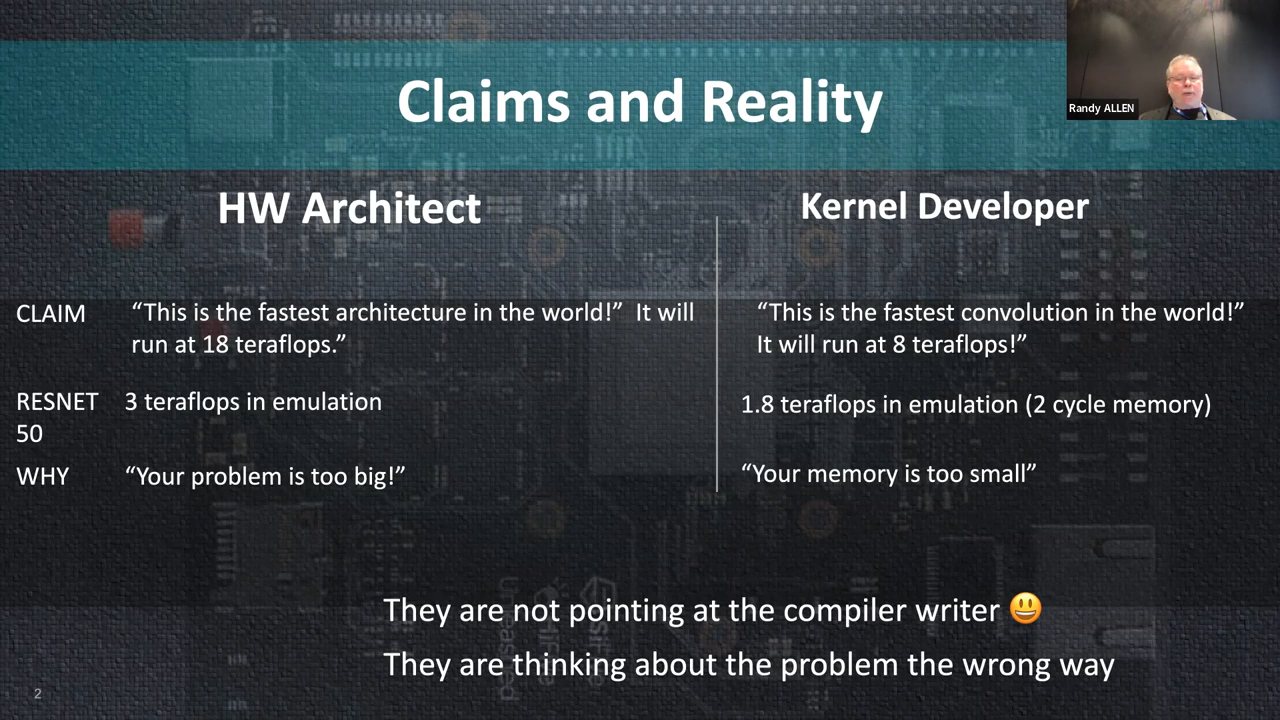 Claims and Reality
Randy ALLEN
HW Architect
Kernel Developer
CLAIM
“This is the fastest architecture in the world!” It will
run at 18 teraflops.”
“This is the fastest convolution in the world!”
It will run at 8 teraflops!”
RESNET
50
3 teraflops in emulation
1.8 teraflops in emulation (2 cycle memory)
WHY
“Your problem is too big!”
“Your memory is too small”
They are not pointing at the compiler writer 😃
They are thinking about the problem the wrong way
2